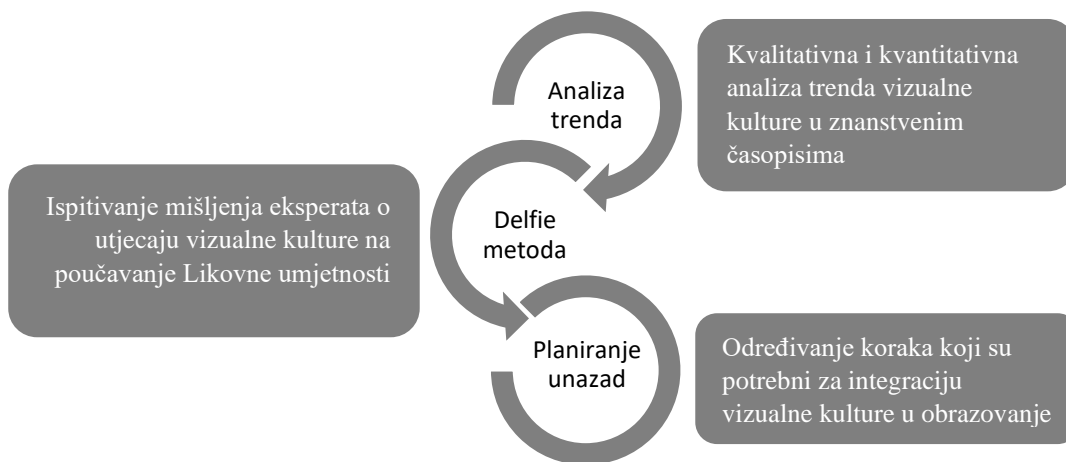 Analiza
trenda
Kvalitativna i kvantitativna
analiza trenda vizualne
kulture u znanstvenim
časopisima
Ispitivanje mišljenja eksperata o
utjecaju vizualne kulture na
poučavanje Likovne umjetnosti
Delfie
metoda
Planiranje
unazad
Određivanje koraka koji su
potrebni za integraciju
vizualne kulture u obrazovanje